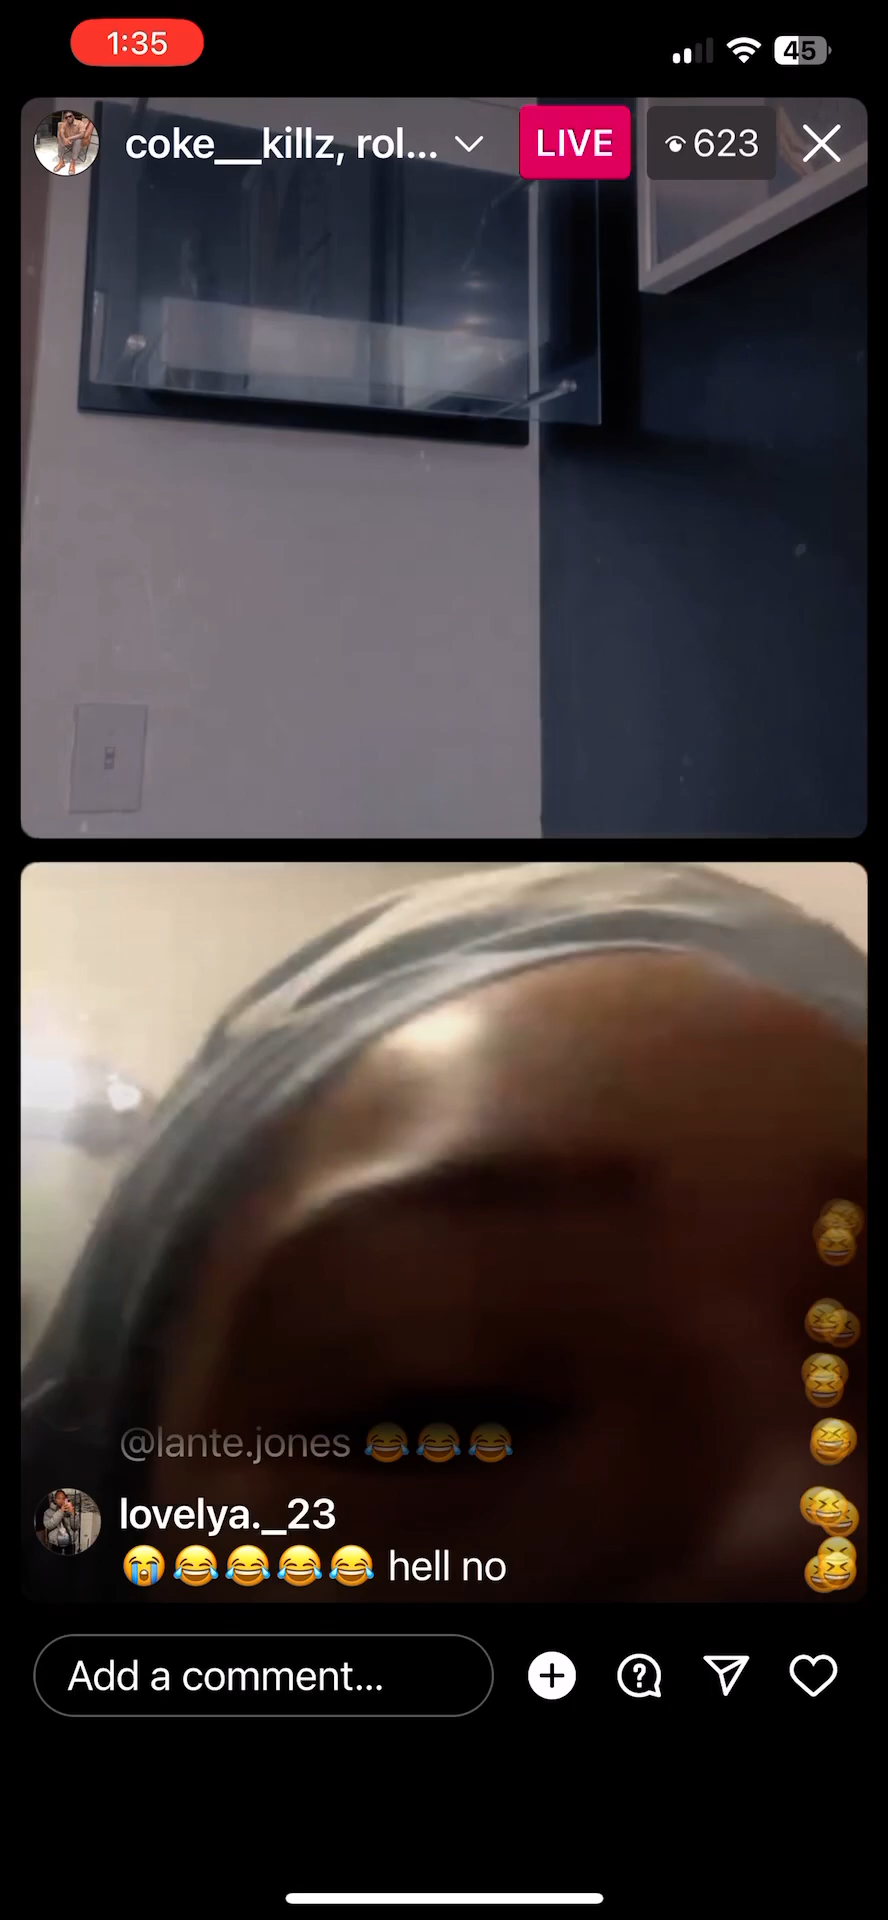 1:35
45
coke__killz, rol...
LIVE
623
@lante.jones 😂😂😂
lovelya._23
😭😂😂😂😂 hell no
Add a comment...